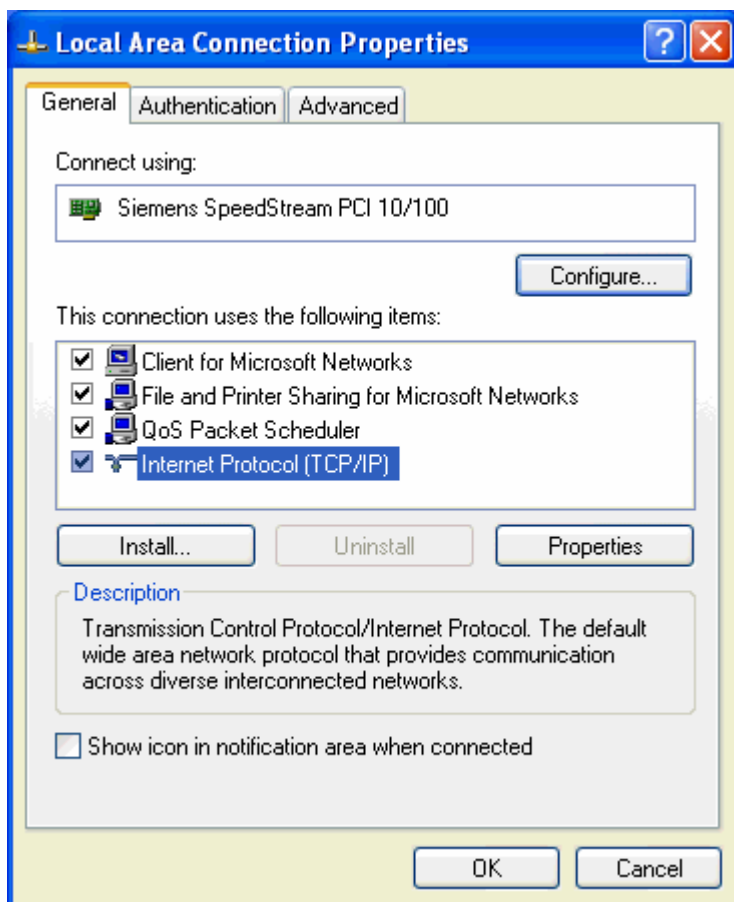 Local Area Connection Properties
?
General Authentication Advanced
Connect using:
Siemens SpeedStream PCI 10/100
Configure...
This connection uses the following items:
Client for Microsoft Networks
File and Printer Sharing for Microsoft Networks
QoS Packet Scheduler
Internet Protocol (TCP/IP)
Install... Uninstall Properties
Description
Transmission Control Protocol/Internet Protocol. The default
wide area network protocol that provides communication
across diverse interconnected networks.
Show icon in notification area when connected
OK Cancel